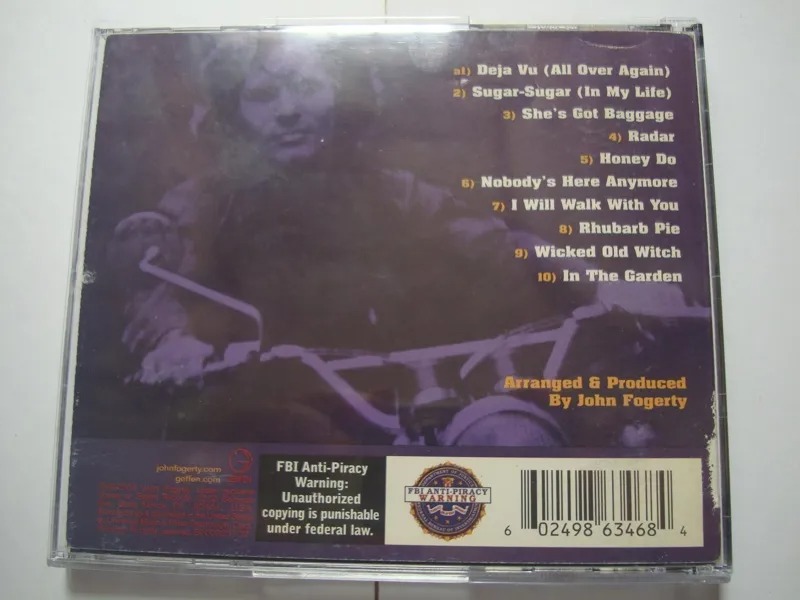 a1) Deja Vu (All Over Again)
2) Sugar-Sugar (In My Life)
3) She's Got Baggage
4) Radar
5) Honey Do
6) Nobody's Here Anymore
7) I Will Walk With You
8) Rhubarb Pie
9) Wicked Old Witch
10) In The Garden
Arranged & Produced
By John Fogerty
johnfogerty.com
geffen.com
FBI Anti-Piracy
Warning:
Unauthorized
copying is punishable
under federal law.
FBI ANTI-PIRACY
WARNING
6 02498 63468 4